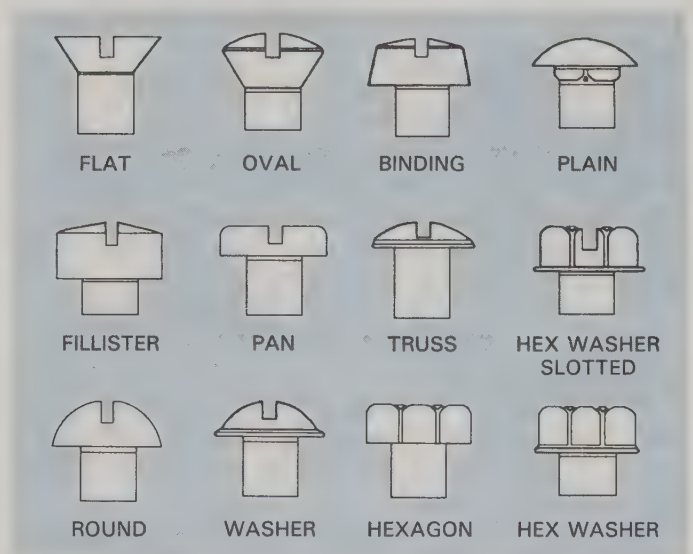 FLAT OVAL BINDING PLAIN
FILLISTER PAN TRUSS HEX WASHER
SLOTTED
ROUND WASHER HEXAGON HEX WASHER